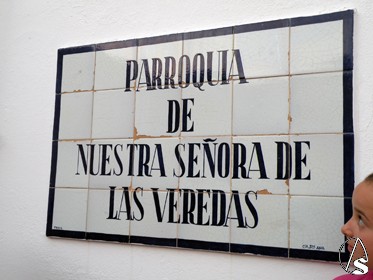 PARROQUIA
DE
NUESTRA SEÑORA DE
LAS VEREDAS